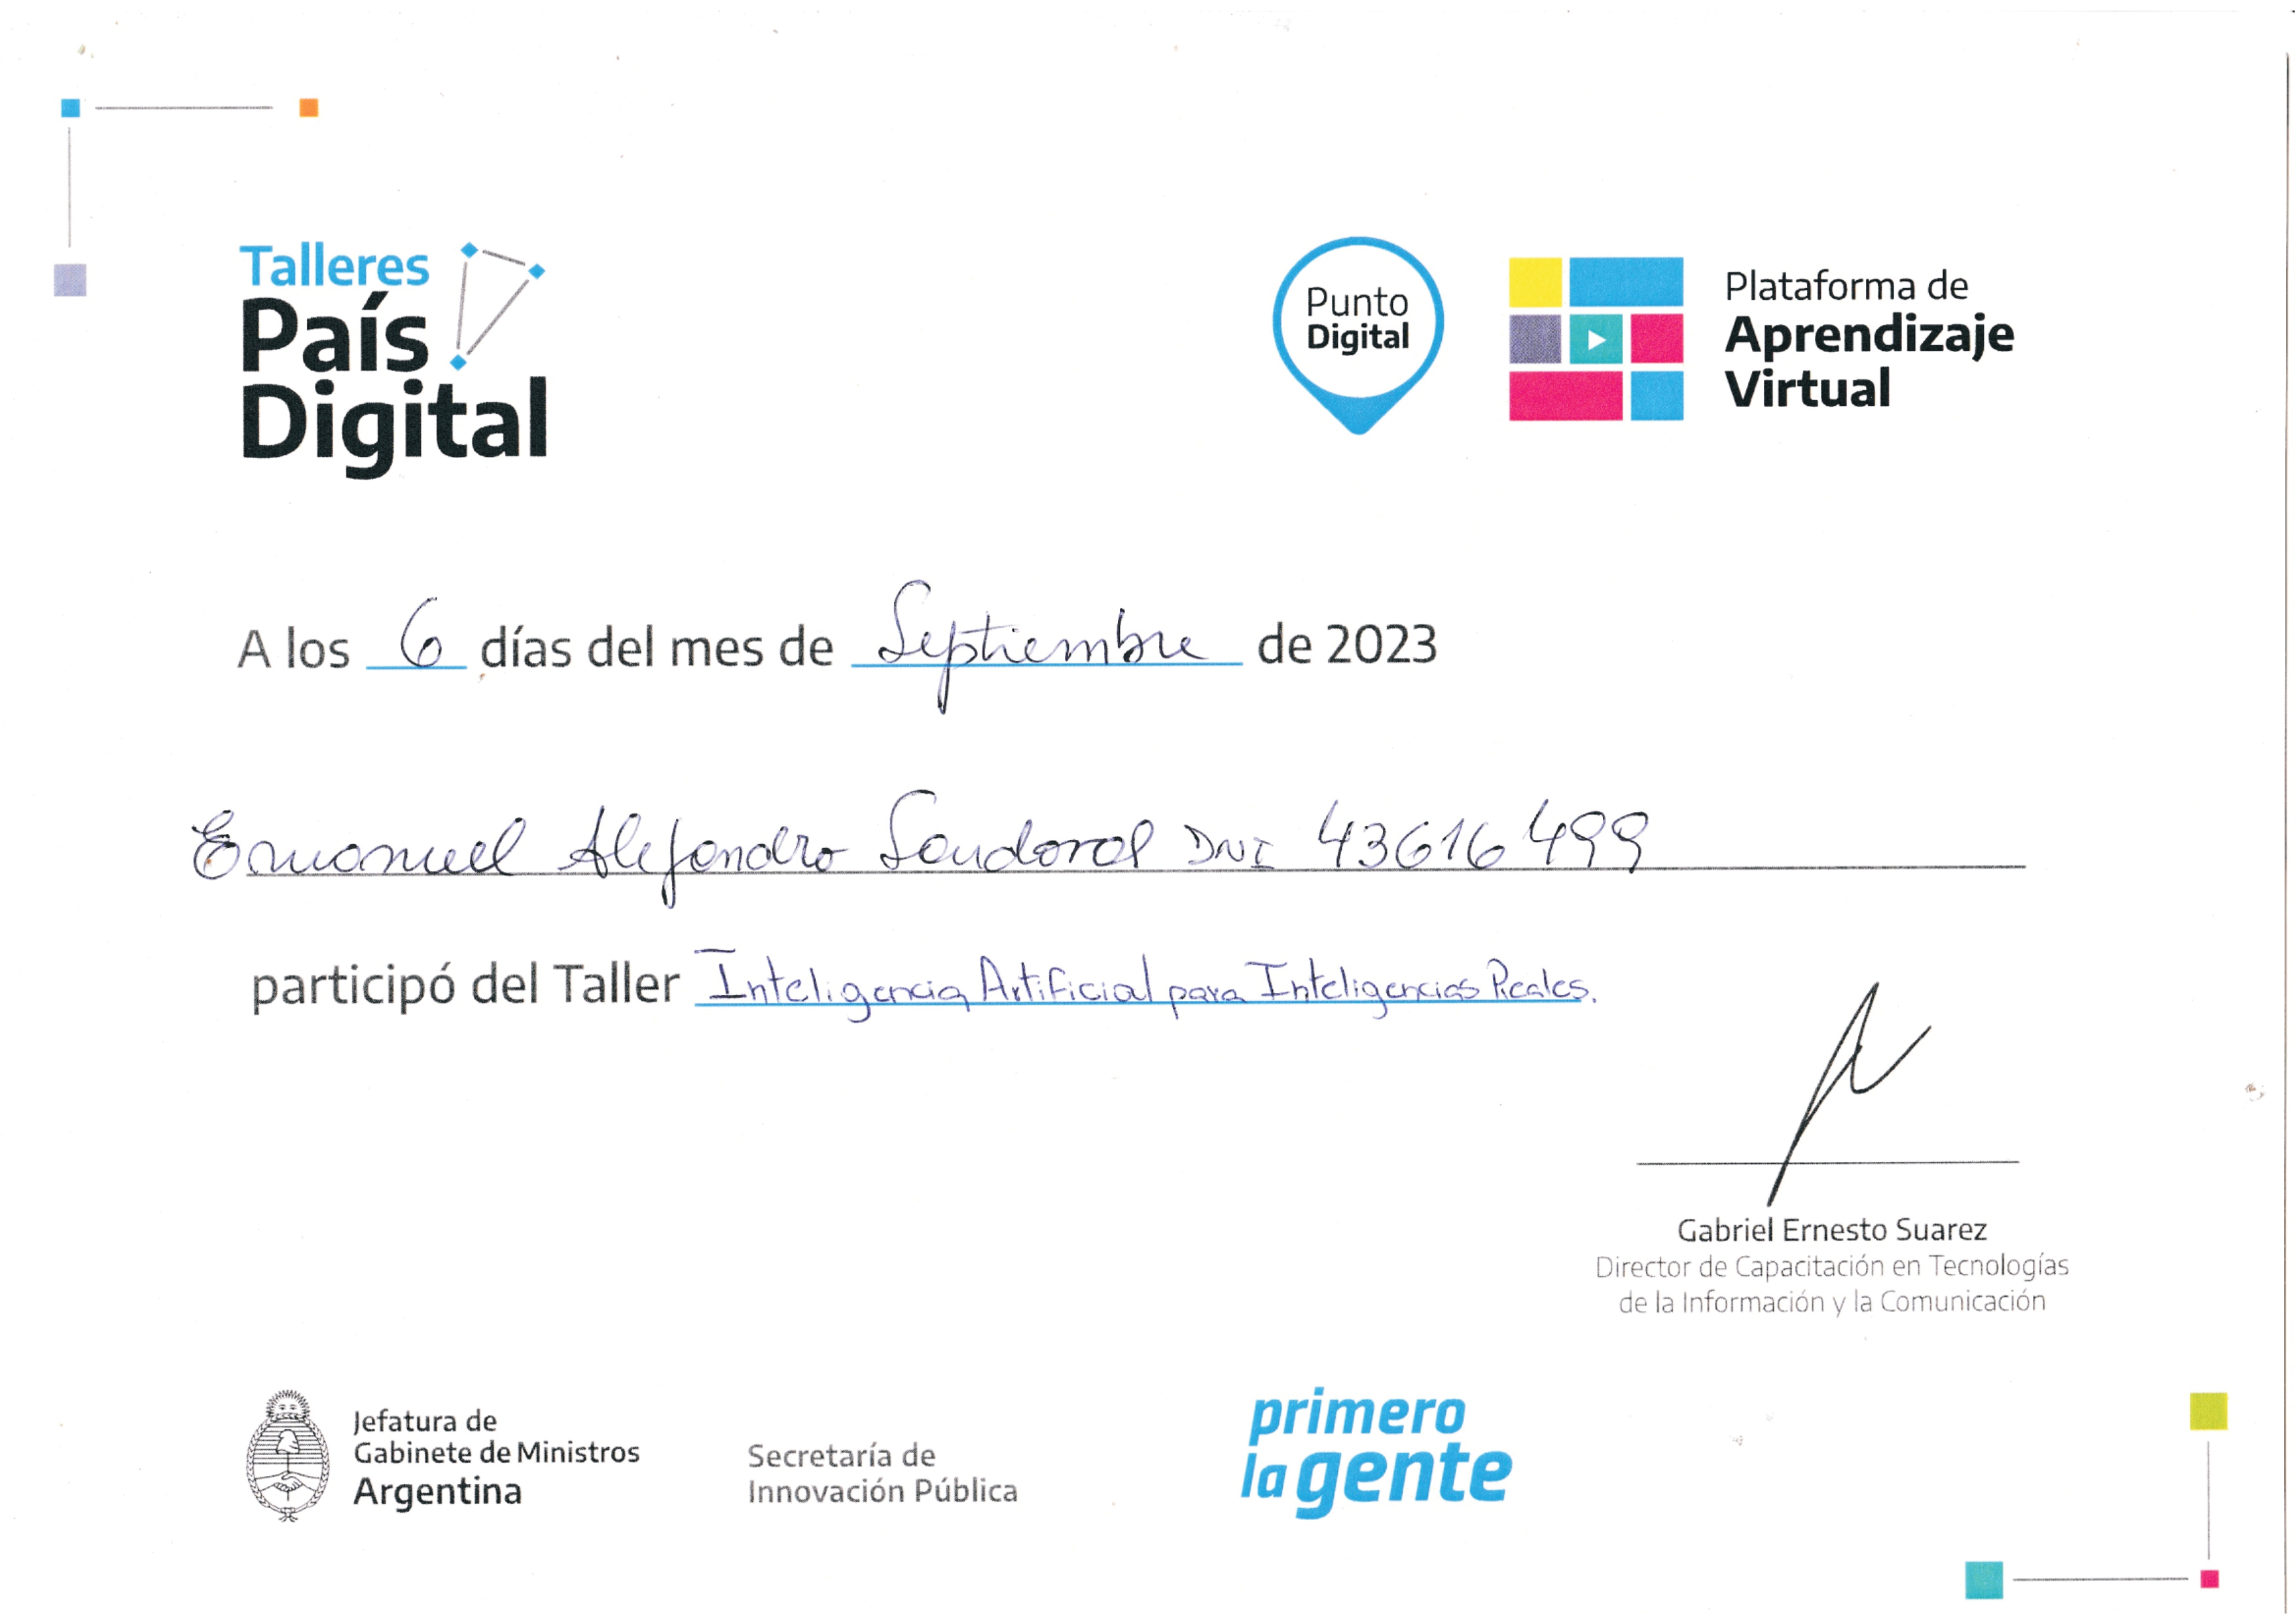 Talleres
País
Digital
Punto
Digital
Plataforma de
Aprendizaje
Virtual
A los 6 días del mes de Septiembre de 2023
Emanuel Alejandro Sandoval DNI 43616499
participó del Taller Inteligencia Artificial para Inteligencias Reales.
Gabriel Ernesto Suarez
Director de Capacitación en Tecnologías
de la Información y la Comunicación
Jefatura de
Gabinete de Ministros
Argentina
Secretaría de
Innovación Pública
primero
la gente